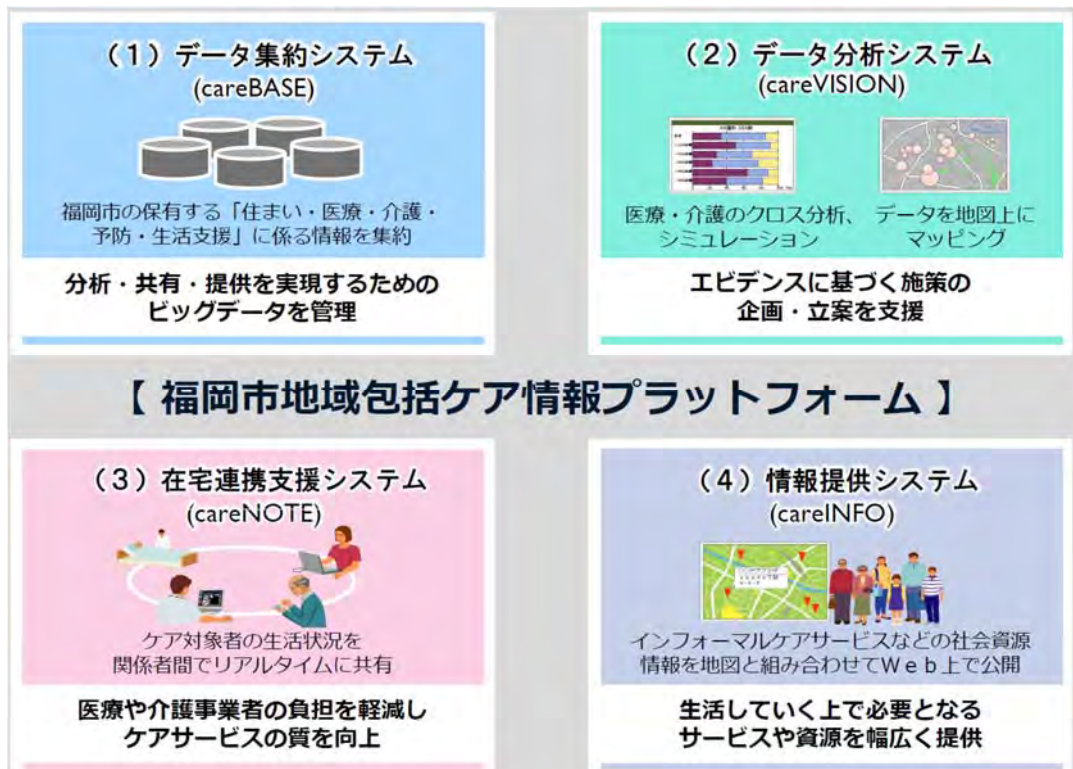 （１）データ集約システム
(careBASE)
福岡市の保有する「住まい・医療・介護・
予防・生活支援」に係る情報を集約
分析・共有・提供を実現するための
ビッグデータを管理
（２）データ分析システム
(careVISION)
医療・介護のクロス分析、
シミュレーション
データを地図上に
マッピング
エビデンスに基づく施策の
企画・立案を支援
【 福岡市地域包括ケア情報プラットフォーム 】
（３）在宅連携支援システム
(careNOTE)
ケア対象者の生活状況を
関係者間でリアルタイムに共有
医療や介護事業者の負担を軽減し
ケアサービスの質を向上
（４）情報提供システム
(careINFO)
インフォーマルケアサービスなどの社会資源
情報を地図と組み合わせてＷｅｂ上で公開
生活していく上で必要となる
サービスや資源を幅広く提供